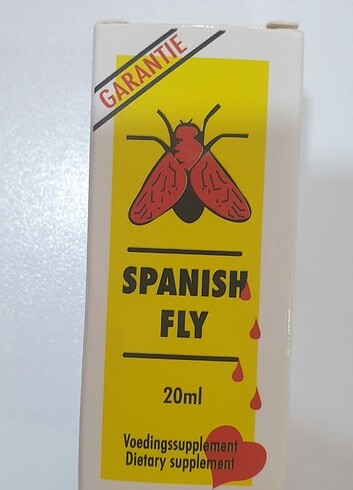 GARANTIE
SPANISH
FLY
20ml
Voedingssupplement
Dietary supplement